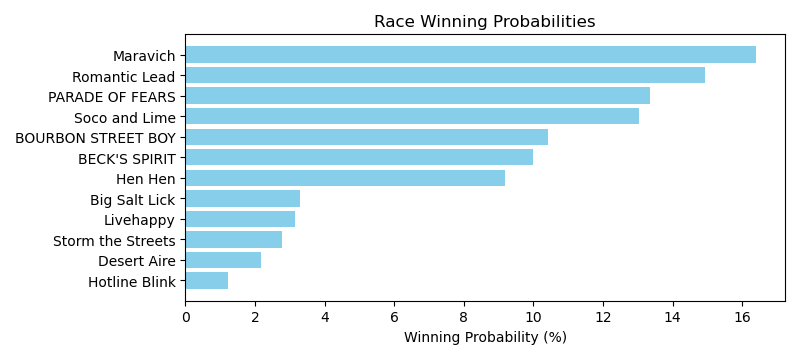 Race Winning Probabilities
Maravich
Romantic Lead
PARADE OF FEARS
Soco and Lime
BOURBON STREET BOY
BECK'S SPIRIT
Hen Hen
Big Salt Lick
Livehappy
Storm the Streets
Desert Aire
Hotline Blink
0 2 4 6 8 10 12 14 16
Winning Probability (%)